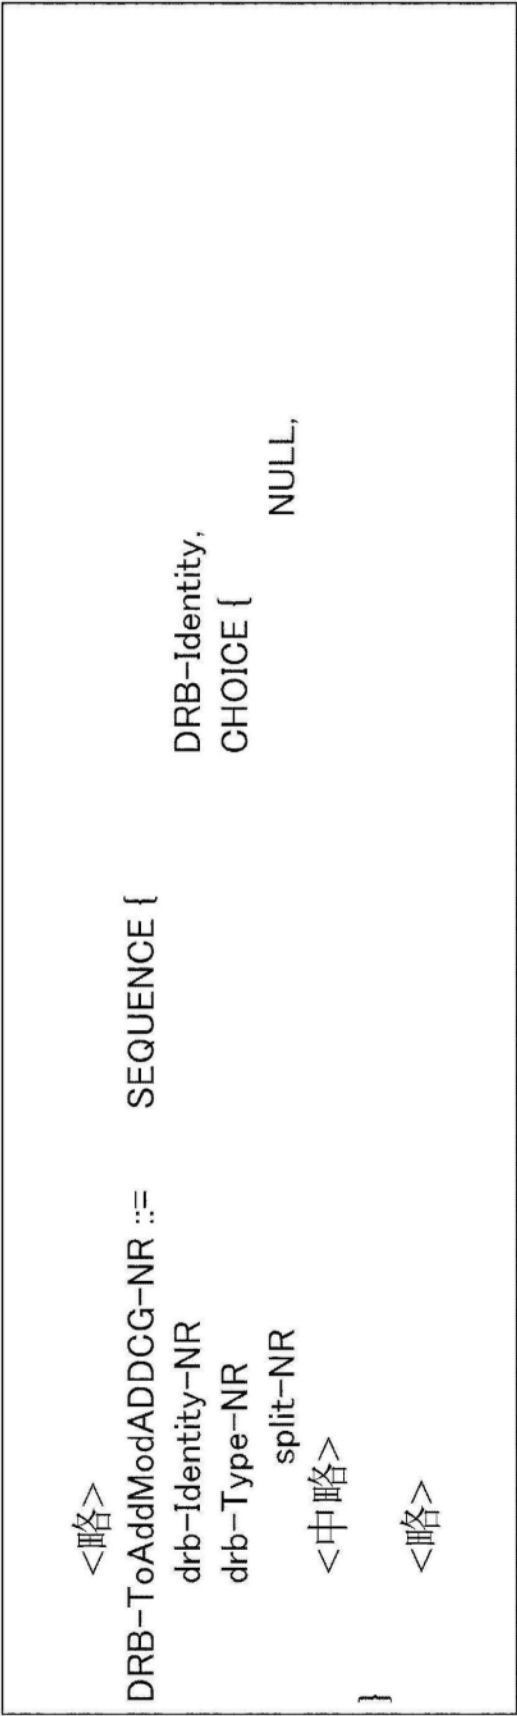 <略>
DRB-ToAddModADDCG-NR ::= SEQUENCE {
drb-Identity-NR DRB-Identity,
drb-Type-NR CHOICE {
split-NR NULL,
<中略>
}
<略>